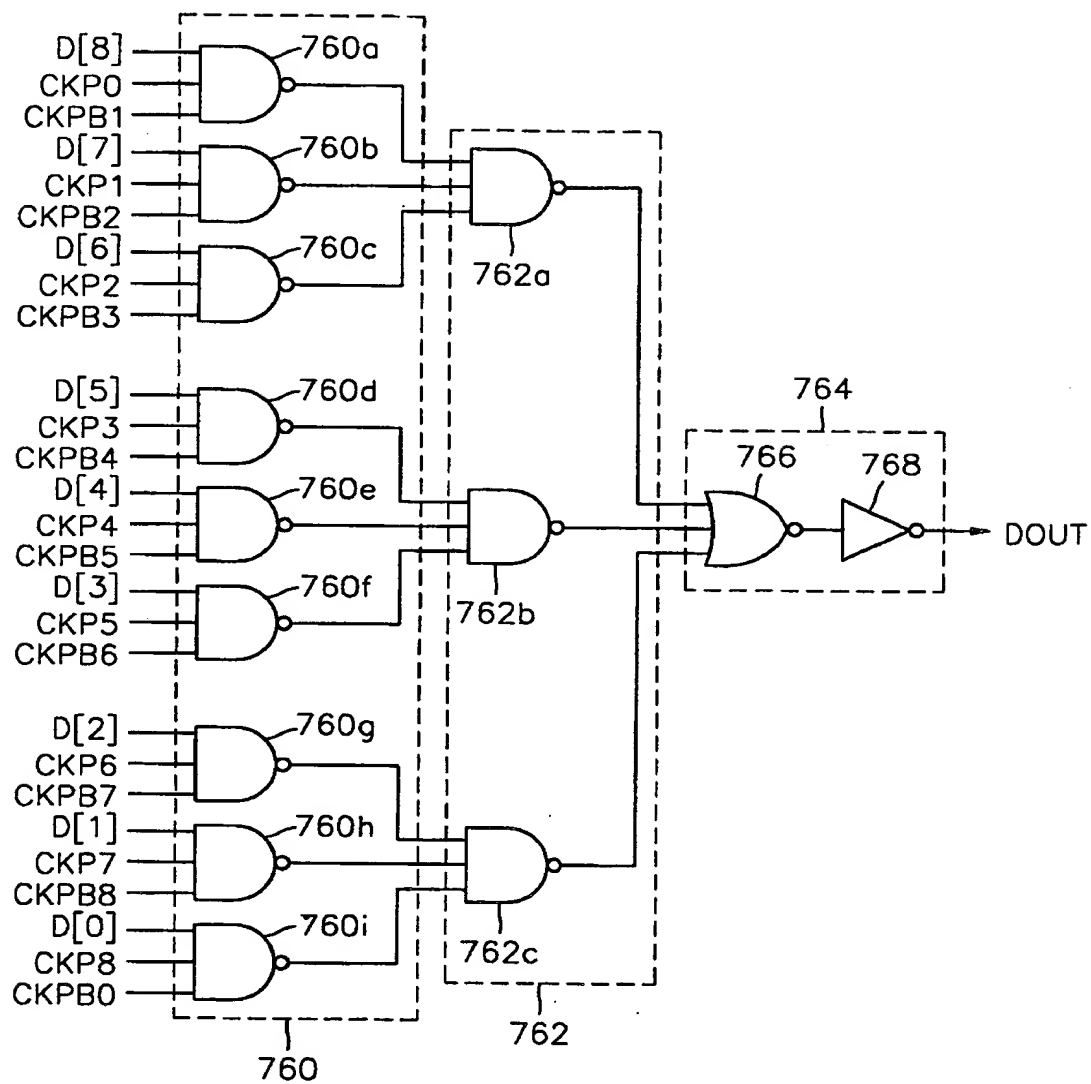 D[8]
760a
CKP0
CKPB1
D[7]
760b
CKP1
CKPB2
D[6]
760c
CKP2
CKPB3
762a
D[5]
760d
CKP3
CKPB4
D[4]
760e
CKP4
CKPB5
D[3]
760f
CKP5
CKPB6
762b
764
766
768
DOUT
D[2]
760g
CKP6
CKPB7
D[1]
760h
CKP7
CKPB8
D[0]
760i
CKP8
CKPB0
762c
760
762